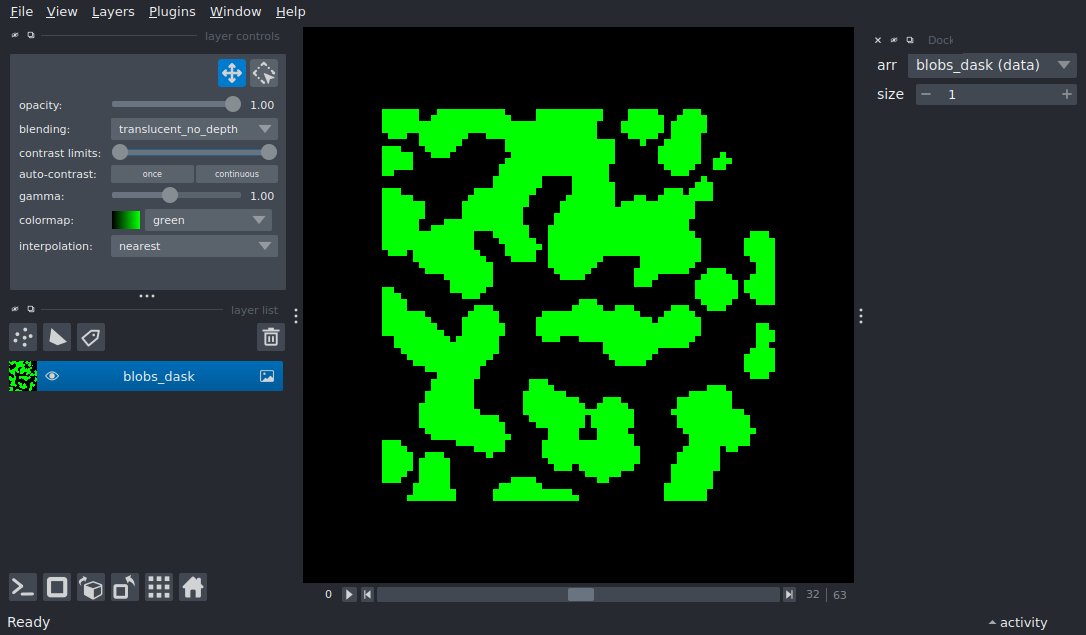 File View Layers Plugins Window Help
layer controls
opacity: 1.00
blending: translucent_no_depth
contrast limits:
auto-contrast: once continuous
gamma: 1.00
colormap: green
interpolation: nearest
layer list
blobs_dask
0 32 63
Ready
Dock
arr blobs_dask (data)
size 1
activity